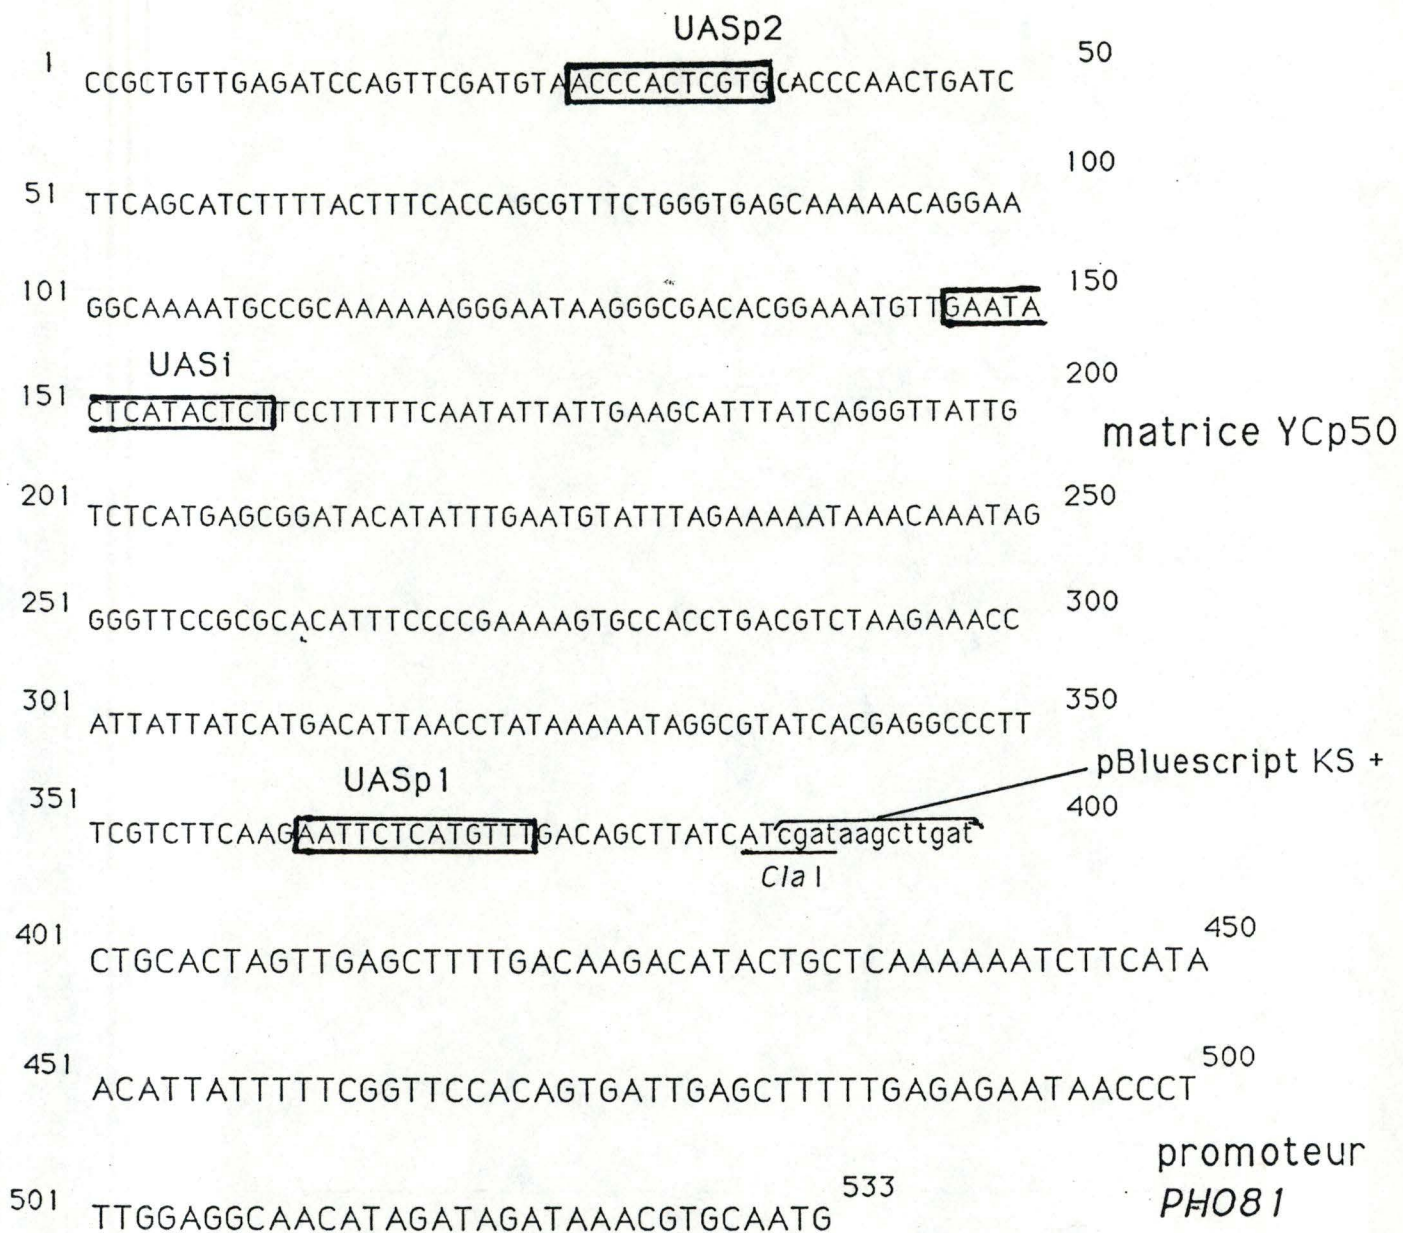 UASp2
1 CCGCTGTTGAGATCCAGTTCGATGTAACCCACTCGTGCACCCAACTGATC 50
51 TTCAGCATCTTTTACTTTCACCAGCGTTTCTGGGTGAGCAAAAACAGGAA 100
101 GGCAAAATGCCGCAAAAAAGGGAATAAGGGCGACACGGAAATGTTGAATA 150
UASi
151 CTCATACTCTTCCTTTTTCAATATTATTGAAGCATTTATCAGGGTTATTG 200
matrice YCp50
201 TCTCATGAGCGGATACATATTTGAATGTATTTAGAAAAATAAACAAATAG 250
251 GGGTTCCGCGCACATTTCCCCGAAAAGTGCCACCTGACGTCTAAGAAACC 300
301 ATTATTATCATGACATTAACCTATAAAAATAGGCGTATCACGAGGCCCTT 350
pBluescript KS +
UASp1
351 TCGTCTTCAAGAATTCTCATGTTTGACAGCTTATCATcgataagcttgat 400
Cla I
401 CTGCACTAGTTGAGCTTTTGACAAGACATACTGCTCAAAAAATCTTCATA 450
451 ACATTATTTTTCGGTTCCACAGTGATTGAGCTTTTTGAGAGAATAACCCT 500
promoteur
PHO81
501 TTGGAGGCAACATAGATAGATAAACGTGCAATG 533